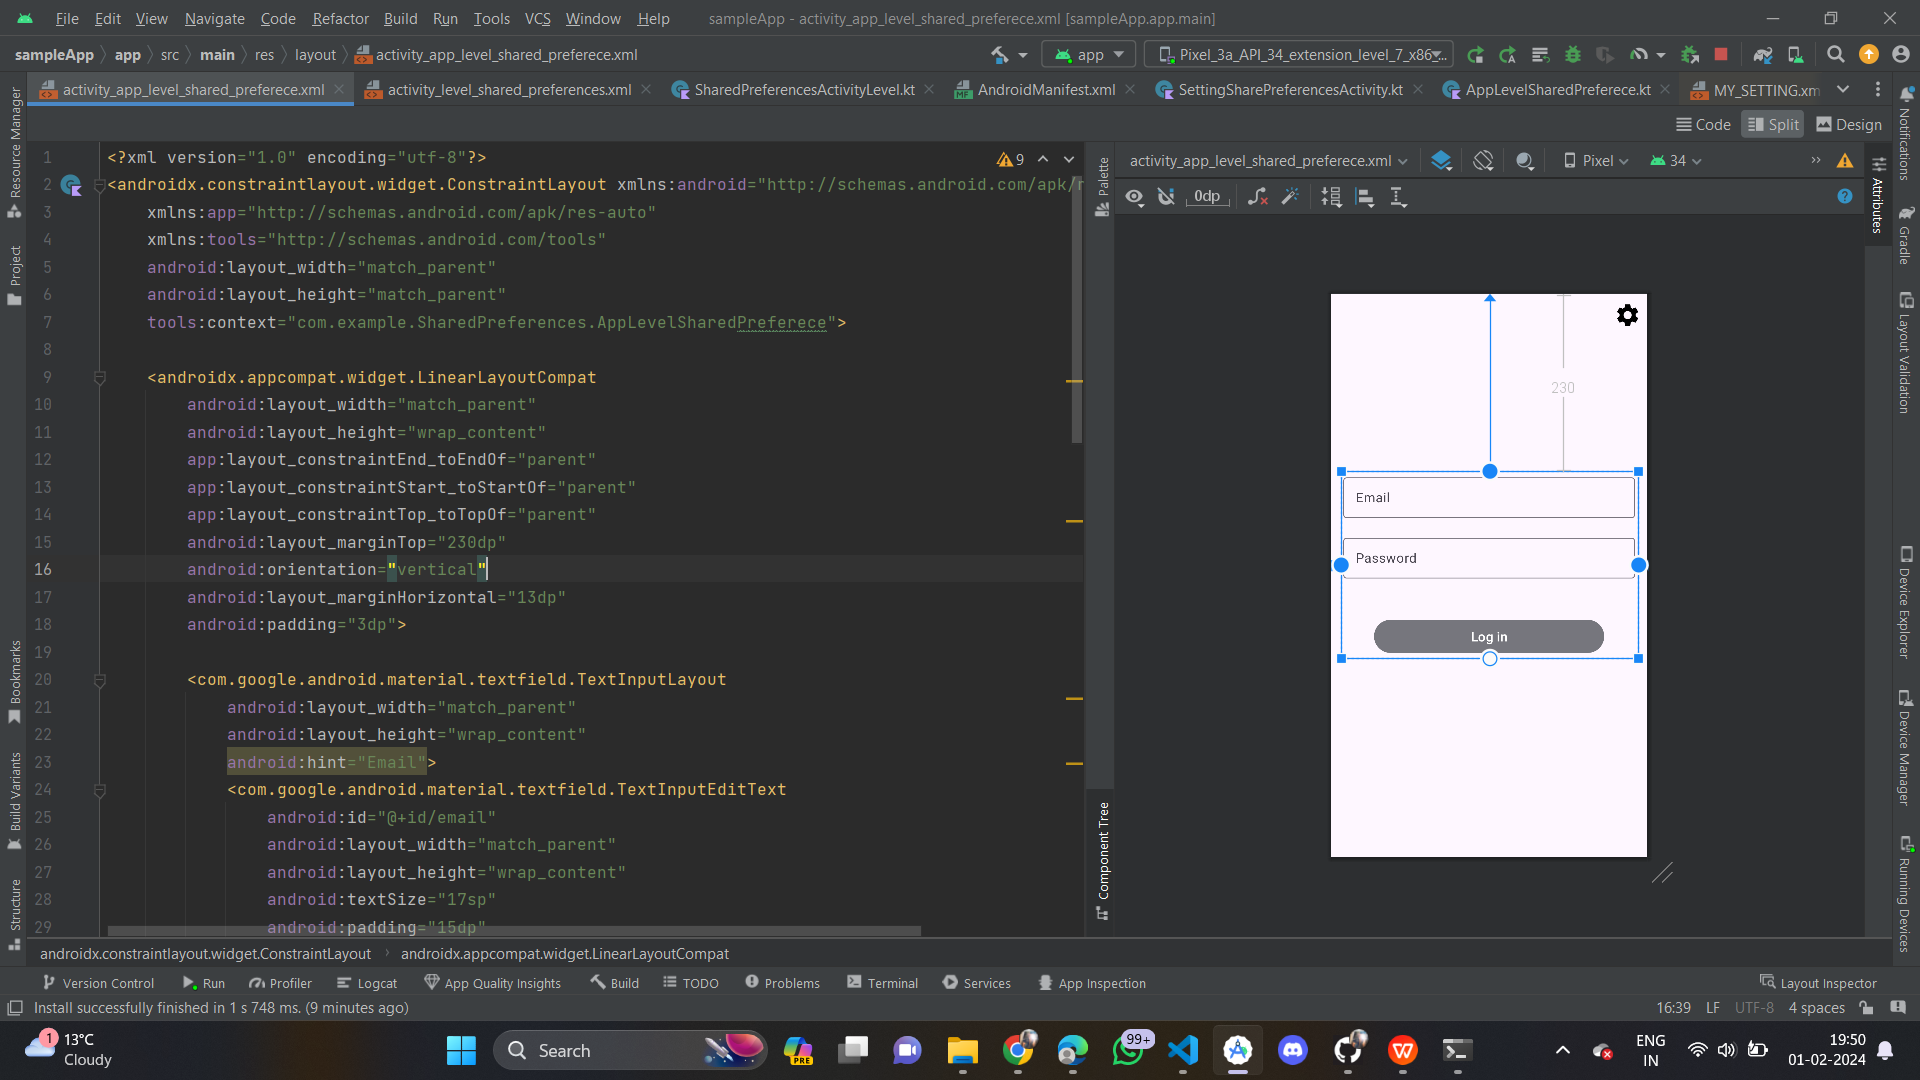 File Edit View Navigate Code Refactor Build Run Tools VCS Window Help sampleApp - activity_app_level_shared_preferece.xml [sampleApp.app.main]
sampleApp app src main res layout activity_app_level_shared_preferece.xml app Pixel_3a_API_34_extension_level_7_x86...
activity_app_level_shared_preferece.xml activity_level_shared_preferences.xml SharedPreferencesActivityLevel.kt AndroidManifest.xml SettingSharePreferencesActivity.kt AppLevelSharedPreferece.kt MY_SETTING.xm
Code Split Design
Resource Manager
Project
Bookmarks
Build Variants
Structure
9
1 <?xml version="1.0" encoding="utf-8"?>
2 <androidx.constraintlayout.widget.ConstraintLayout xmlns:android="http://schemas.android.com/apk/r
3 xmlns:app="http://schemas.android.com/apk/res-auto"
4 xmlns:tools="http://schemas.android.com/tools"
5 android:layout_width="match_parent"
6 android:layout_height="match_parent"
7 tools:context="com.example.SharedPreferences.AppLevelSharedPreferece">
8
9 <androidx.appcompat.widget.LinearLayoutCompat
10 android:layout_width="match_parent"
11 android:layout_height="wrap_content"
12 app:layout_constraintEnd_toEndOf="parent"
13 app:layout_constraintStart_toStartOf="parent"
14 app:layout_constraintTop_toTopOf="parent"
15 android:layout_marginTop="230dp"
16 android:orientation="vertical"
17 android:layout_marginHorizontal="13dp"
18 android:padding="3dp">
19
20 <com.google.android.material.textfield.TextInputLayout
21 android:layout_width="match_parent"
22 android:layout_height="wrap_content"
23 android:hint="Email">
24 <com.google.android.material.textfield.TextInputEditText
25 android:id="@+id/email"
26 android:layout_width="match_parent"
27 android:layout_height="wrap_content"
28 android:textSize="17sp"
29 android:padding="15dp"
Palette
Component Tree
activity_app_level_shared_preferece.xml Pixel 34
0dp
230
Email
Password
Log in
Attributes
Notifications
Gradle
Layout Validation
Device Explorer
Device Manager
Running Devices
androidx.constraintlayout.widget.ConstraintLayout androidx.appcompat.widget.LinearLayoutCompat
Version Control Run Profiler Logcat App Quality Insights Build TODO Problems Terminal Services App Inspection Layout Inspector
Install successfully finished in 1 s 748 ms. (9 minutes ago) 16:39 LF UTF-8 4 spaces
1 13°C
Cloudy
Search
PRE
99+
ENG
IN
19:50
01-02-2024